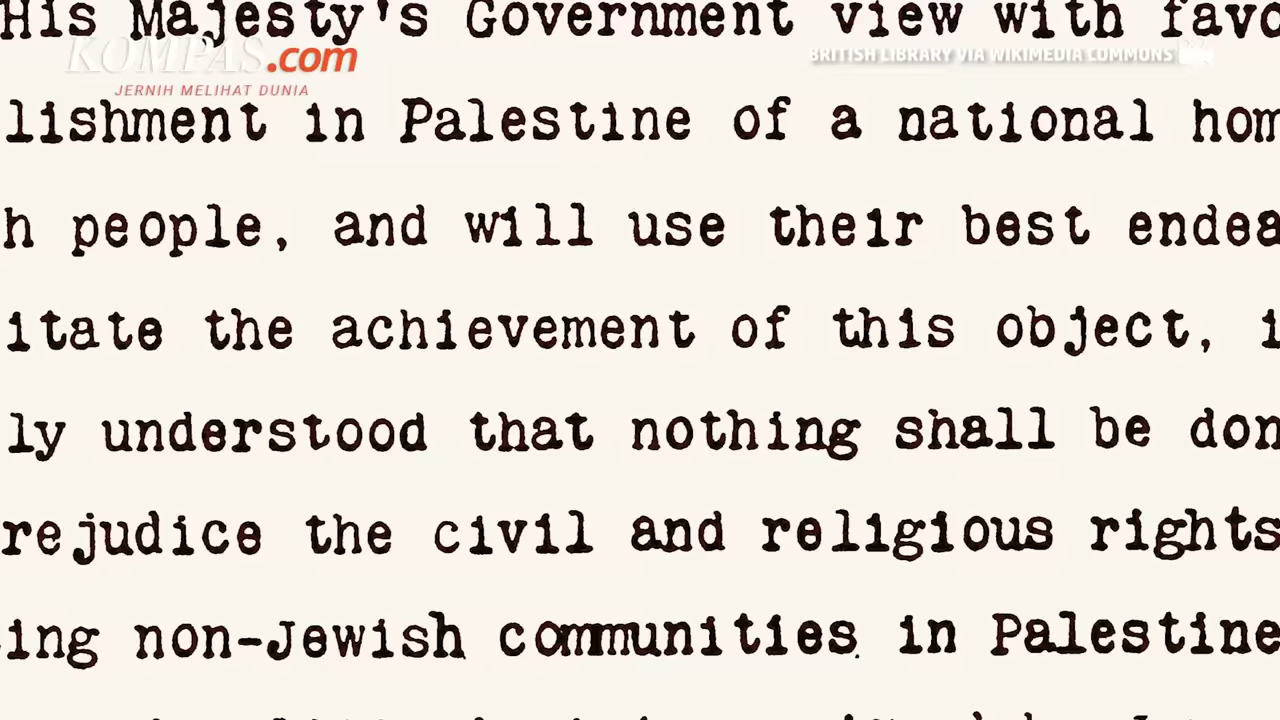 His Majesty's Government view with favo
KOMPAS.com
JERNIH MELIHAT DUNIA
BRITISH LIBRARY VIA WIKIMEDIA COMMONS
lishment in Palestine of a national hom
h people, and will use their best endea
itate the achievement of this object, i
ly understood that nothing shall be don
rejudice the civil and religious rights
ing non-Jewish communities in Palestine